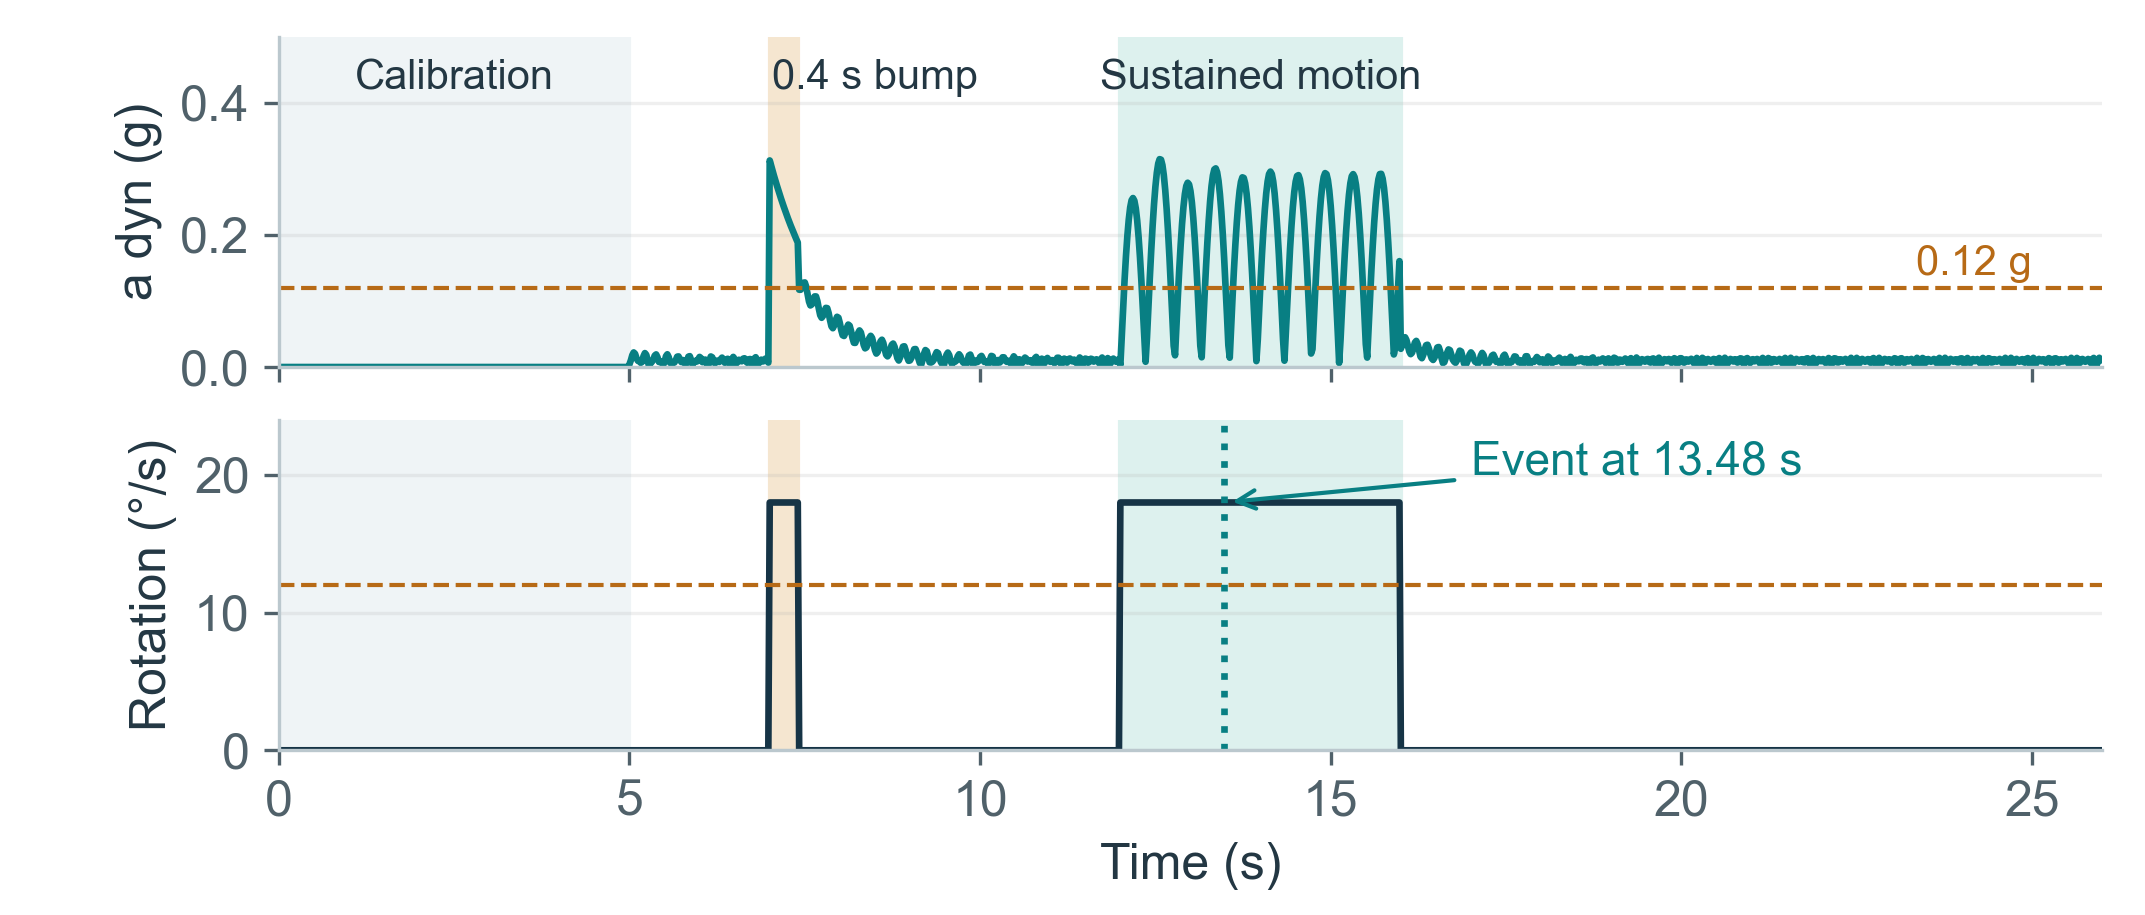 Calibration
0.4 s bump
Sustained motion
a dyn (g)
0.4
0.2
0.0
0.12 g
Rotation (°/s)
20
10
0
Event at 13.48 s
0
5
10
15
20
25
Time (s)